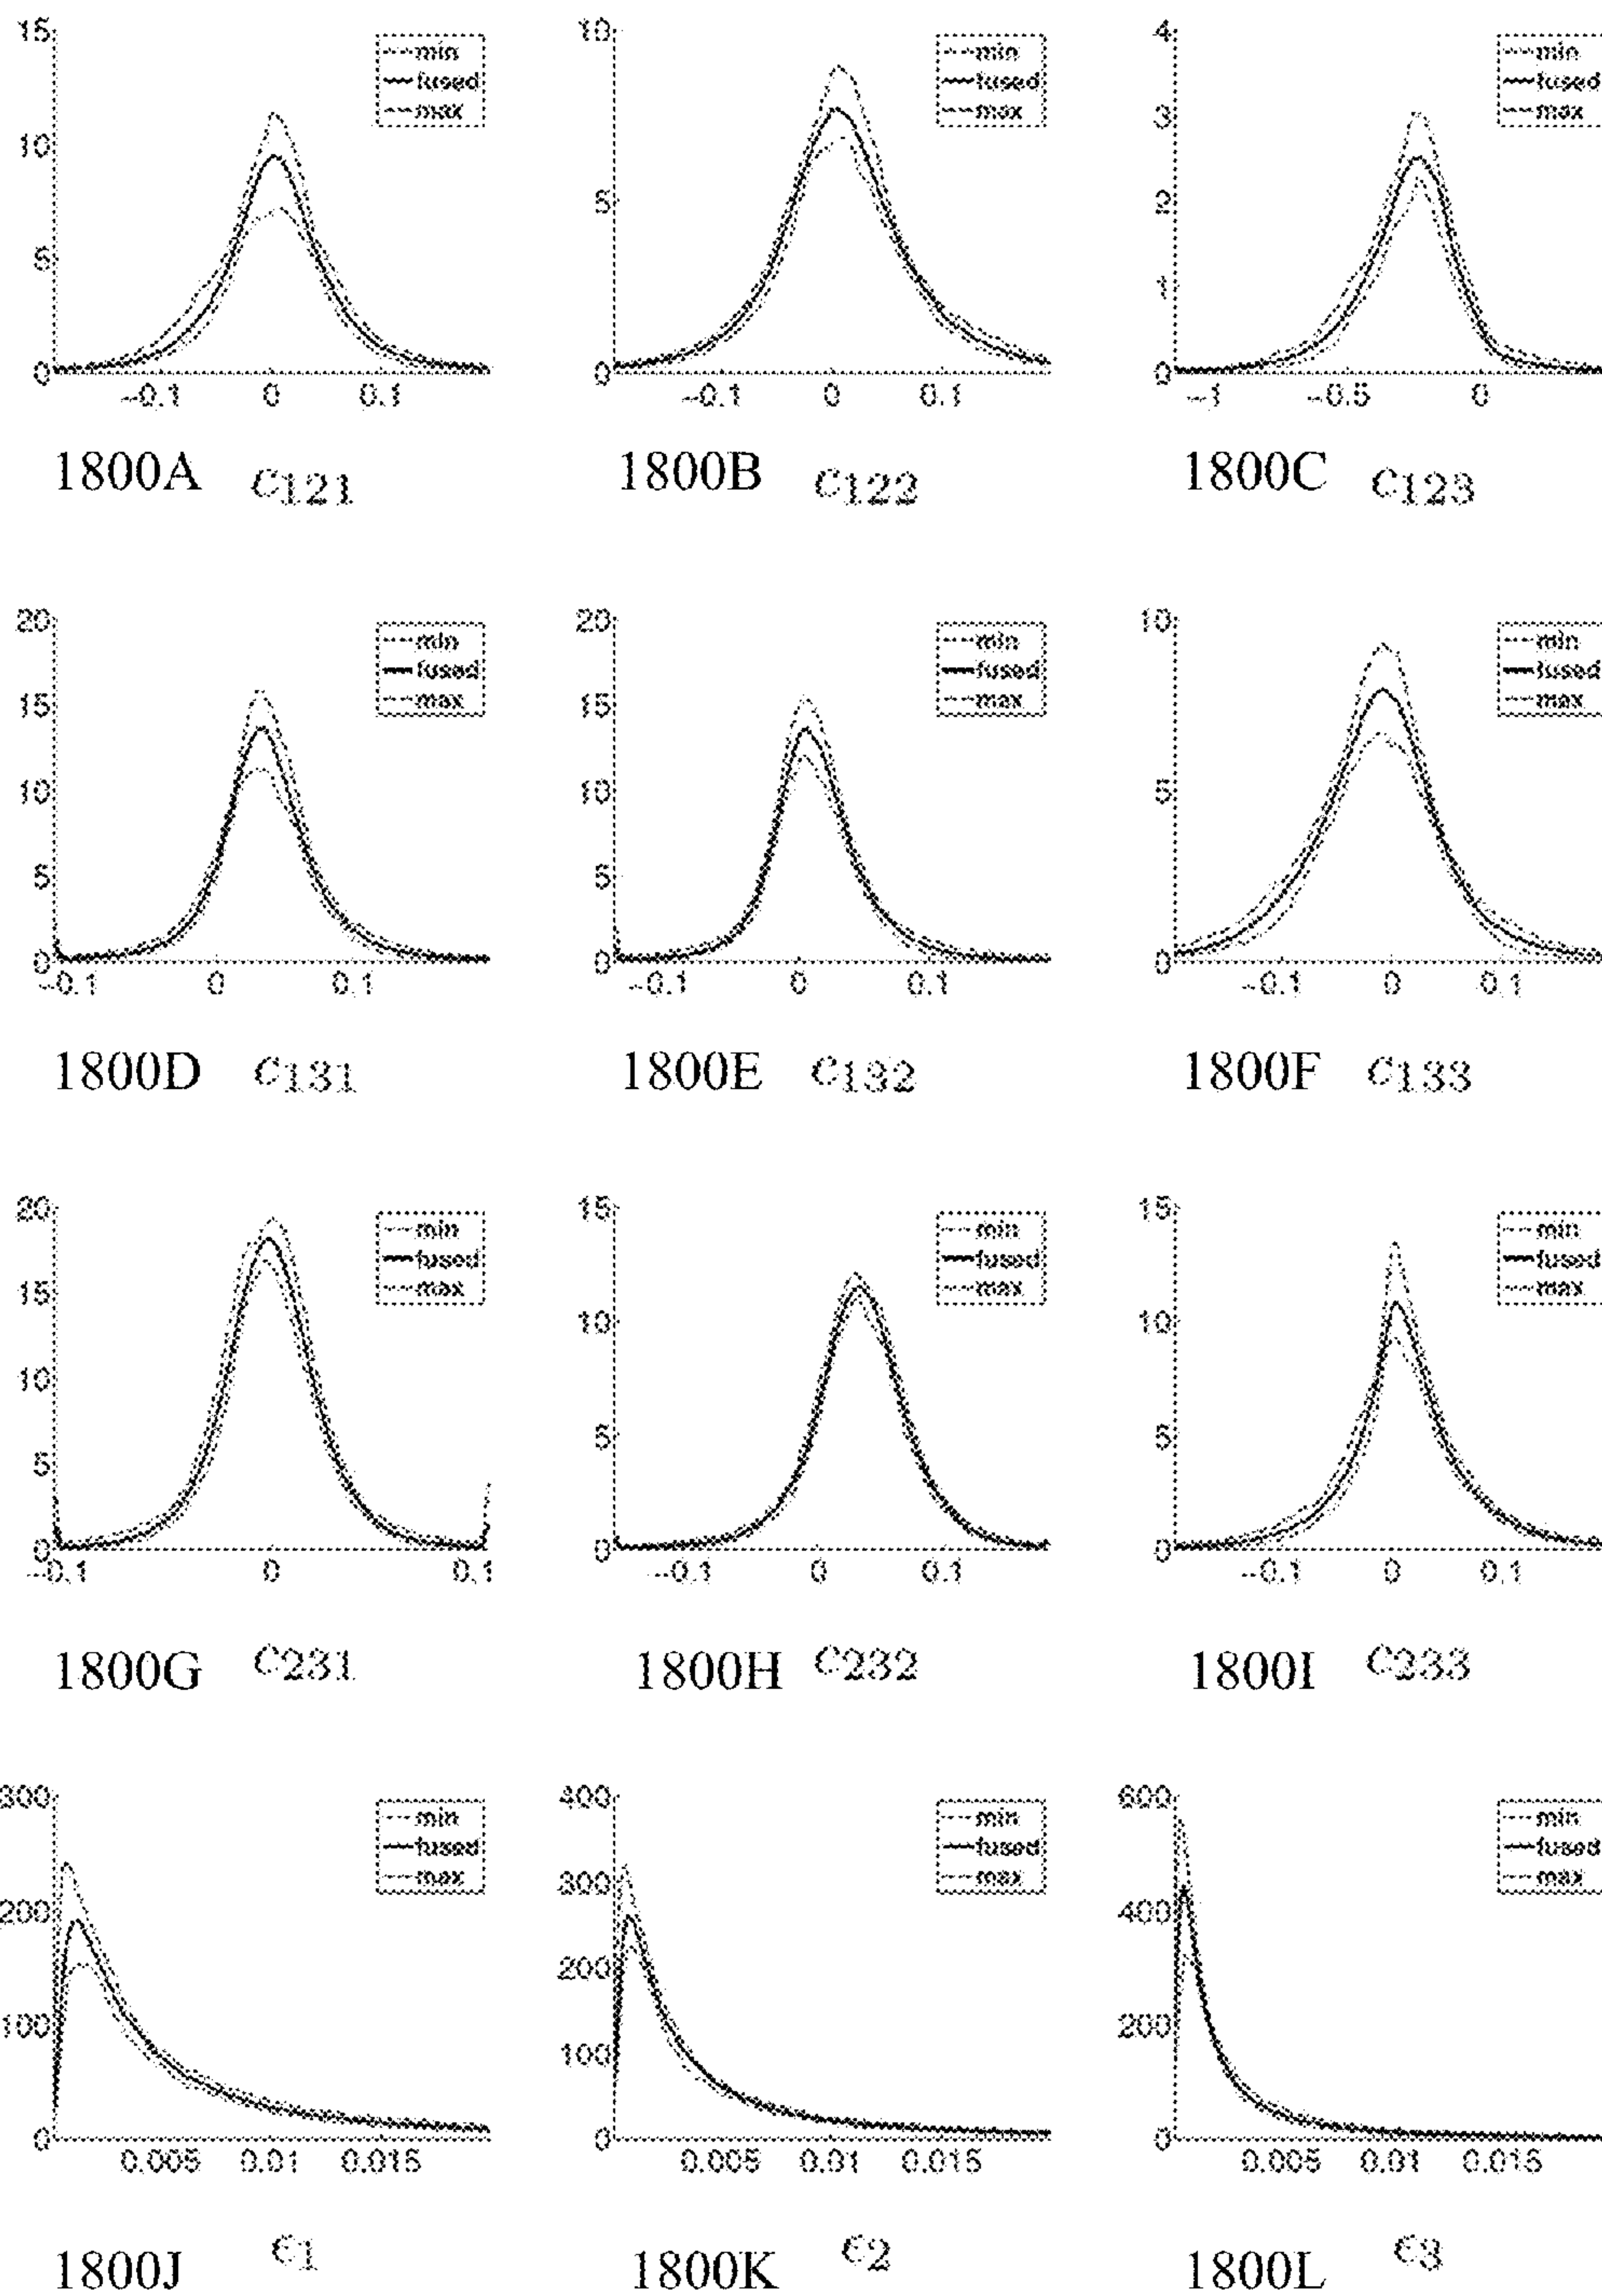 15 10 4
min min min
fused fused fused
max max max
10 5 3
5 2
1
0 0 0
-0.1 0 0.1 -0.1 0 0.1 -1 -0.5 0
1800A c121 1800B c122 1800C c123
20 20 10
min min min
fused fused fused
max max max
15 15
10 10 5
5 5
0 0 0
-0.1 0 0.1 -0.1 0 0.1 -0.1 0 0.1
1800D c131 1800E c132 1800F c133
20 15 15
min min min
fused fused fused
max max max
15 10 10
10
5 5 5
0 0 0
-0.1 0 0.1 -0.1 0 0.1 -0.1 0 0.1
1800G c231 1800H c232 1800I c233
300 400 600
min min min
fused fused fused
max max max
200 300 400
200
100 100 200
0 0 0
0.005 0.01 0.015 0.005 0.01 0.015 0.005 0.01 0.015
1800J e1 1800K e2 1800L e3